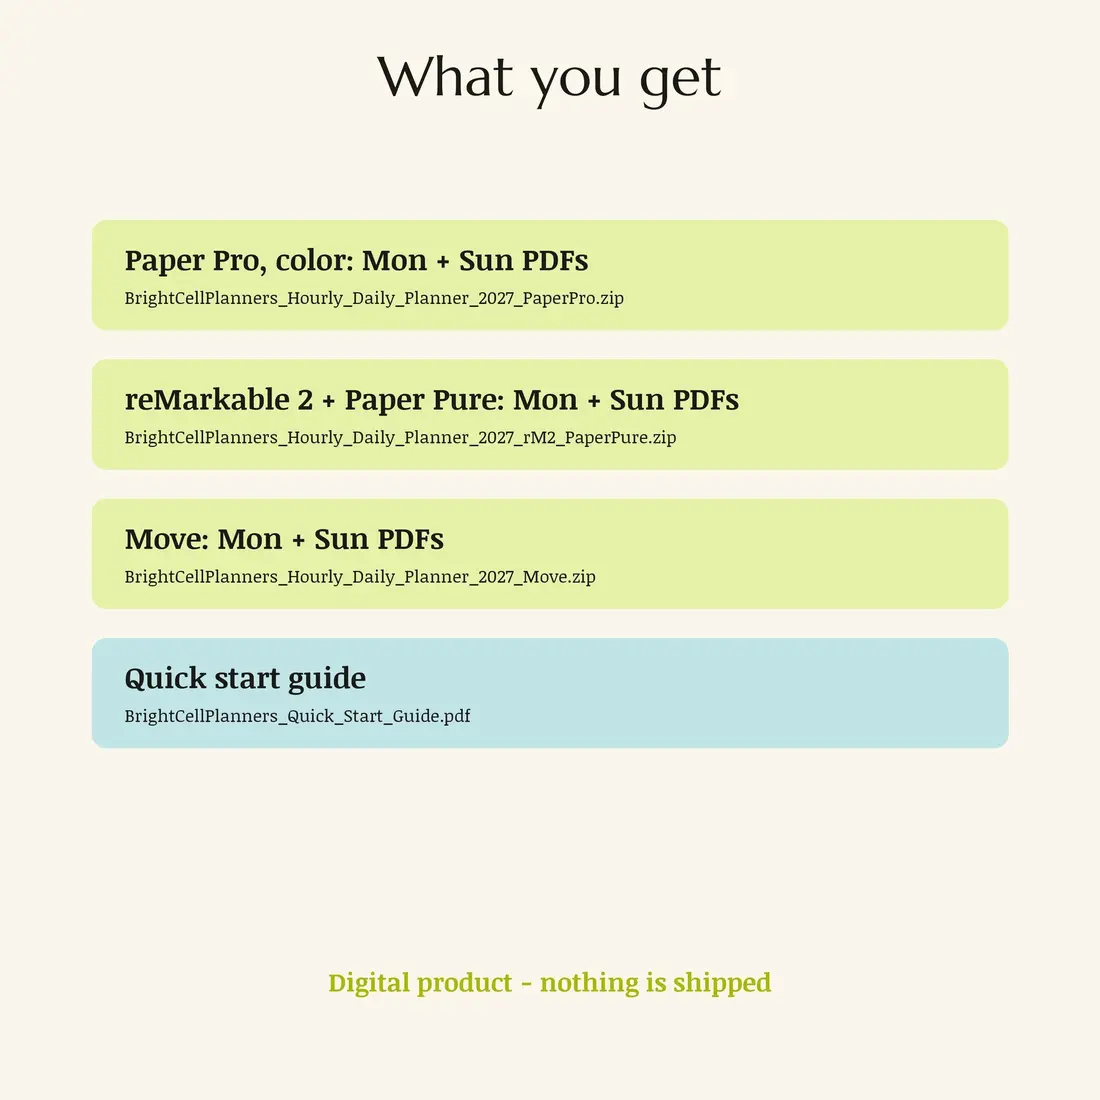 What you get
Paper Pro, color: Mon + Sun PDFs
BrightCellPlanners_Hourly_Daily_Planner_2027_PaperPro.zip
reMarkable 2 + Paper Pure: Mon + Sun PDFs
BrightCellPlanners_Hourly_Daily_Planner_2027_rM2_PaperPure.zip
Move: Mon + Sun PDFs
BrightCellPlanners_Hourly_Daily_Planner_2027_Move.zip
Quick start guide
BrightCellPlanners_Quick_Start_Guide.pdf
Digital product - nothing is shipped